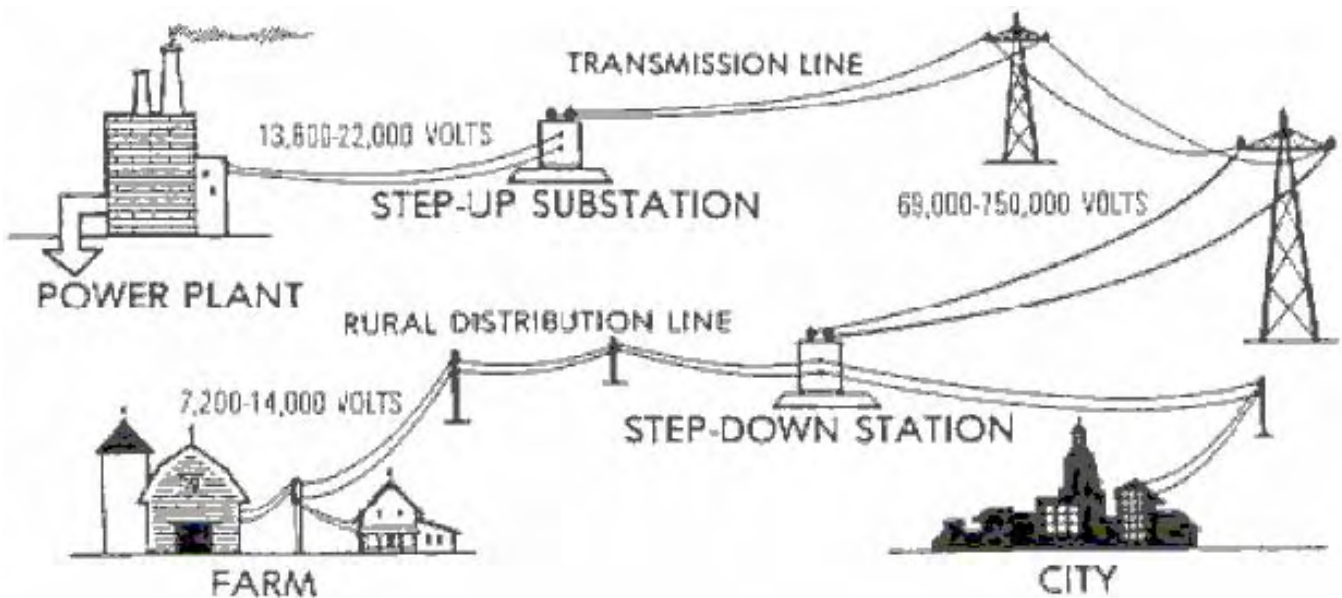 TRANSMISSION LINE
13,800-22,000 VOLTS
STEP-UP SUBSTATION
69,000-750,000 VOLTS
POWER PLANT
RURAL DISTRIBUTION LINE
7,200-14,000 VOLTS
STEP-DOWN STATION
FARM
CITY